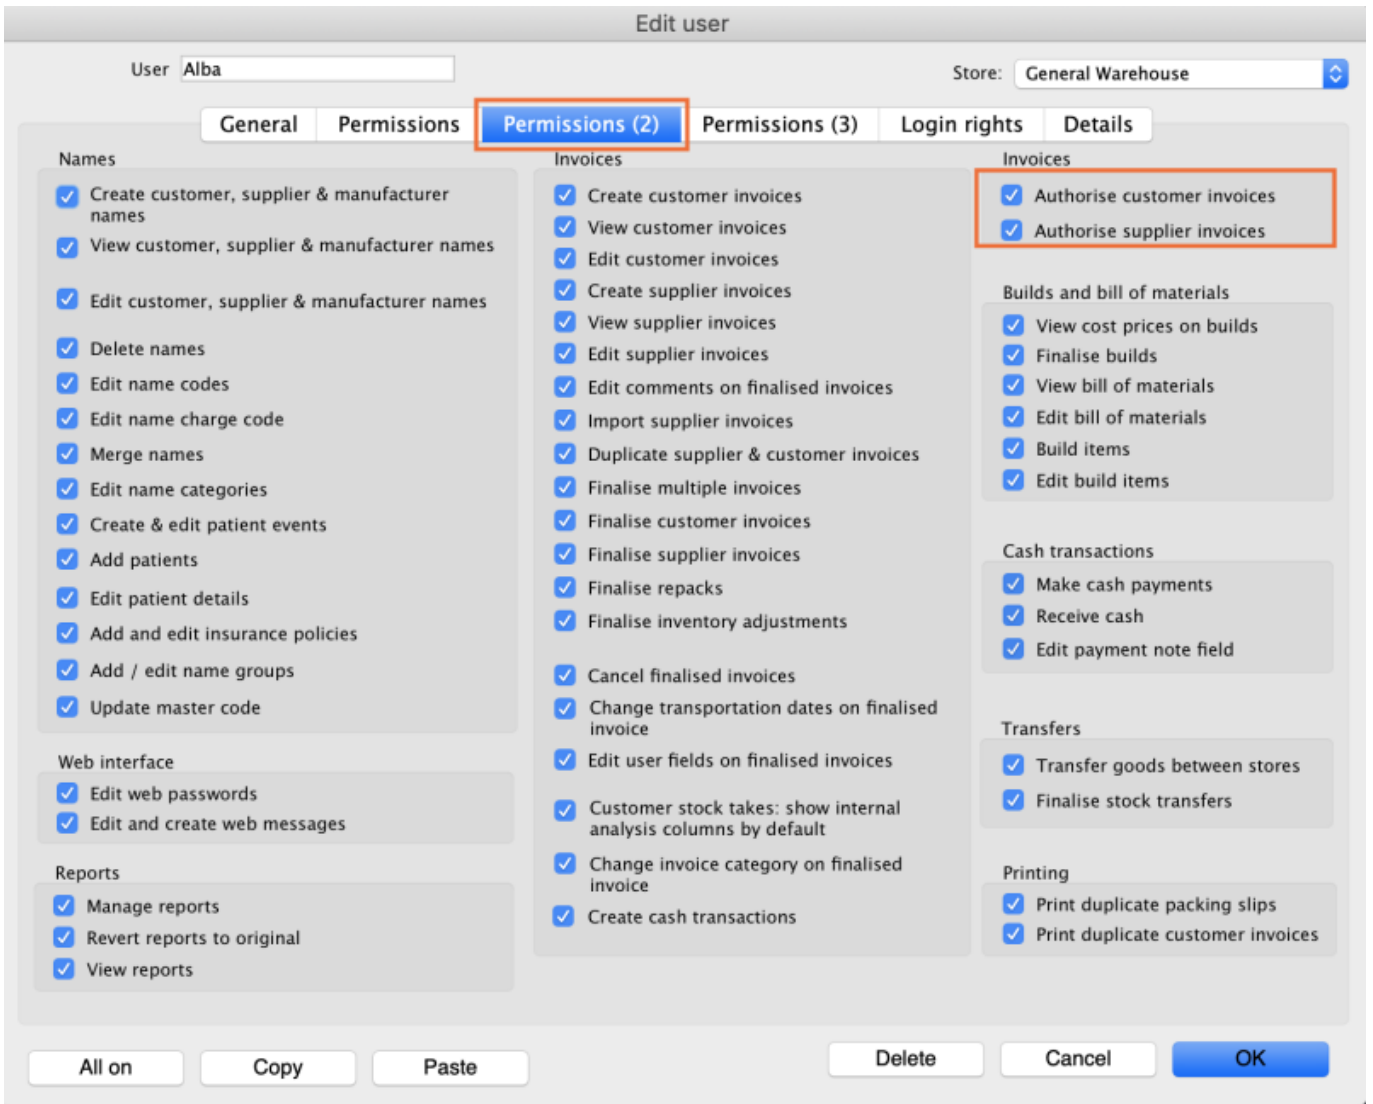 Edit user
User Alba
Store: General Warehouse
General Permissions Permissions (2) Permissions (3) Login rights Details
Names
Create customer, supplier & manufacturer
names
View customer, supplier & manufacturer names
Edit customer, supplier & manufacturer names
Delete names
Edit name codes
Edit name charge code
Merge names
Edit name categories
Create & edit patient events
Add patients
Edit patient details
Add and edit insurance policies
Add / edit name groups
Update master code
Web interface
Edit web passwords
Edit and create web messages
Reports
Manage reports
Revert reports to original
View reports
Invoices
Create customer invoices
View customer invoices
Edit customer invoices
Create supplier invoices
View supplier invoices
Edit supplier invoices
Edit comments on finalised invoices
Import supplier invoices
Duplicate supplier & customer invoices
Finalise multiple invoices
Finalise customer invoices
Finalise supplier invoices
Finalise repacks
Finalise inventory adjustments
Cancel finalised invoices
Change transportation dates on finalised
invoice
Edit user fields on finalised invoices
Customer stock takes: show internal
analysis columns by default
Change invoice category on finalised
invoice
Create cash transactions
Invoices
Authorise customer invoices
Authorise supplier invoices
Builds and bill of materials
View cost prices on builds
Finalise builds
View bill of materials
Edit bill of materials
Build items
Edit build items
Cash transactions
Make cash payments
Receive cash
Edit payment note field
Transfers
Transfer goods between stores
Finalise stock transfers
Printing
Print duplicate packing slips
Print duplicate customer invoices
All on Copy Paste Delete Cancel OK